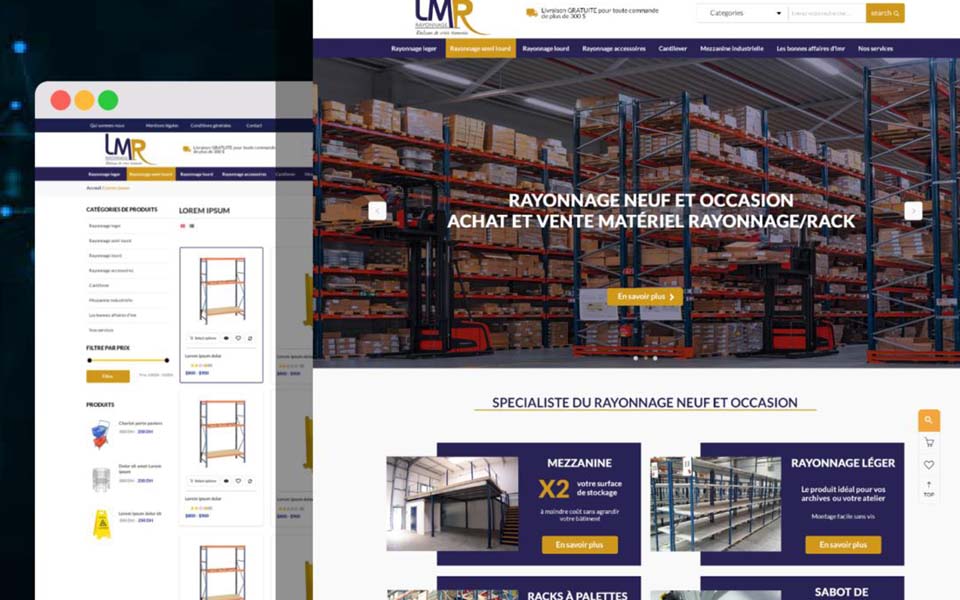 LMR
RAYONNAGE
Livraison GRATUITE pour toute commande
de plus de 300 $
Categories
search
Rayonnage leger
Rayonnage semi lourd
Rayonnage lourd
Rayonnage accessoires
Cantilever
Mezzanine industrielle
Les bonnes affaires d'lmr
Nos services
RAYONNAGE NEUF ET OCCASION
ACHAT ET VENTE MATÉRIEL RAYONNAGE/RACK
En savoir plus
SPECIALISTE DU RAYONNAGE NEUF ET OCCASION
MEZZANINE
X2 votre surface
de stockage
à moindre coût sans agrandir
votre bâtiment
En savoir plus
RAYONNAGE LÉGER
Le produit idéal pour vos
archives ou votre atelier
Montage facile sans vis
En savoir plus
RACKS À PALETTES
SABOT DE
TOP
Qui sommes-nous
Mentions légales
Conditions générales
Contact
LMR
Livraison GRATUITE pour toute commande
de plus de 300 $
Rayonnage leger
Rayonnage semi lourd
Rayonnage lourd
Rayonnage accessoires
Cantilever
Accueil / Lorem Ipsum
CATÉGORIES DE PRODUITS
Rayonnage leger
Rayonnage semi lourd
Rayonnage lourd
Rayonnage accessoires
Cantilever
Mezzanine industrielle
Les bonnes affaires d'lmr
Nos services
FILTRE PAR PRIX
Filtre
PRODUITS
Chariot porte paniers
Dolor sit amet Lorem
ipsum
Lorem ipsum dolor sit
LOREM IPSUM
Select options
Lorem ipsum dolor
$800 - $900
Select options
Lorem ipsum dolor
$800 - $900